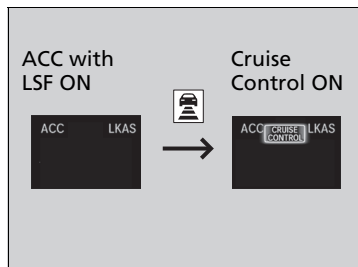 ACC with
LSF ON
Cruise
Control ON
ACC LKAS
ACC CRUISE CONTROL LKAS